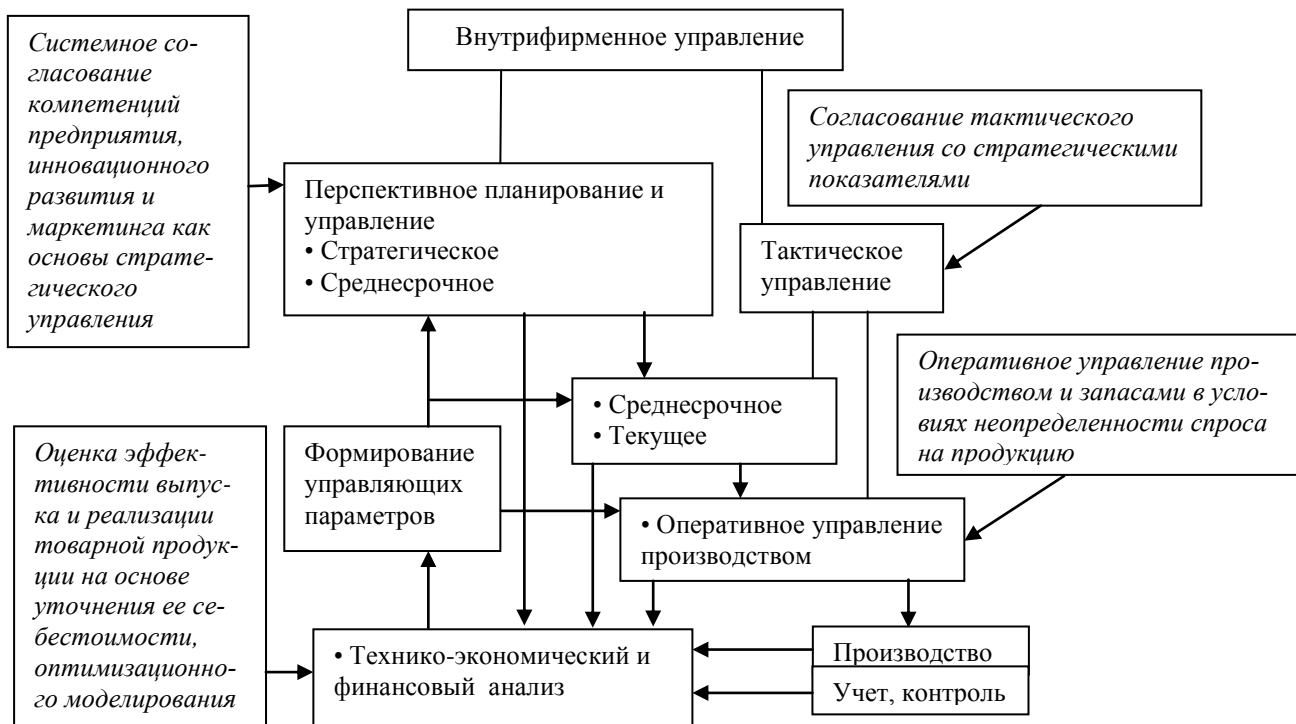 Внутрифирменное управление
Системное со-
гласование
компетенций
предприятия,
инновационного
развития и
маркетинга как
основы страте-
гического
управления
Согласование тактического
управления со стратегическими
показателями
Перспективное планирование и
управление
• Стратегическое
• Среднесрочное
Тактическое
управление
Оперативное управление про-
изводством и запасами в усло-
виях неопределенности спроса
на продукцию
• Среднесрочное
• Текущее
Формирование
управляющих
параметров
Оценка эффек-
тивности выпус-
ка и реализации
товарной продук-
ции на основе
уточнения ее се-
бестоимости,
оптимизационно-
го моделирования
• Оперативное управление
производством
• Технико-экономический и
финансовый анализ
Производство
Учет, контроль